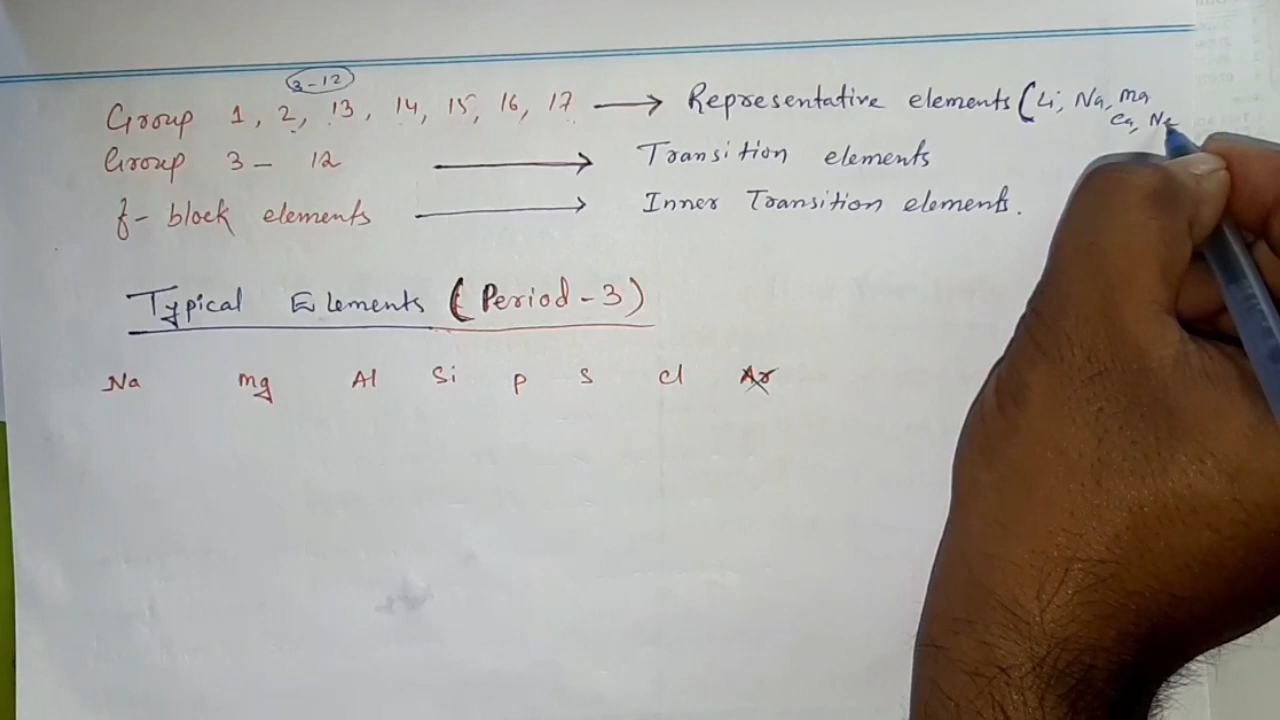 3-12
Group 1, 2, 13, 14, 15, 16, 17 → Representative elements (Li, Na, Mg
Ca, Ne
Group 3 - 12 → Transition elements
f- block elements → Inner Transition elements.
Typical Elements (Period - 3)
Na Mg Al Si P S Cl Ar